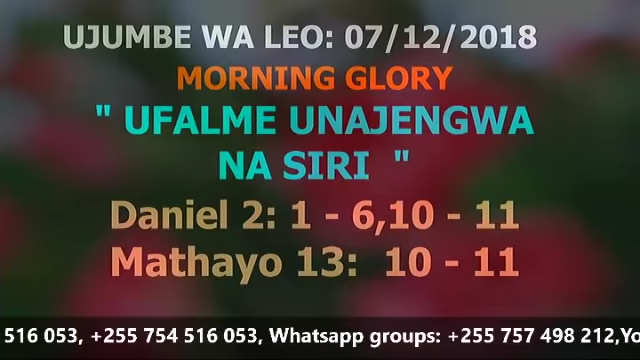 UJUMBE WA LEO: 07/12/2018
MORNING GLORY
" UFALME UNAJENGWA
NA SIRI  "
Daniel 2: 1 - 6,10 - 11
Mathayo 13:  10 - 11
516 053, +255 754 516 053, Whatsapp groups: +255 757 498 212,Yo